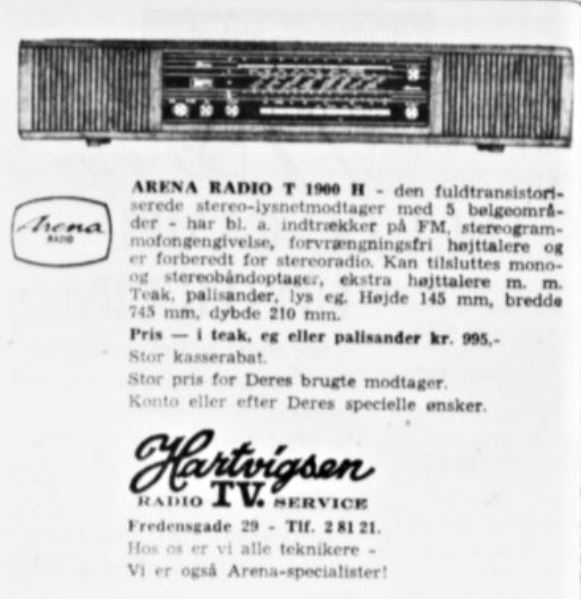 Arena
RADIO
ARENA RADIO T 1900 H - den fuldtransistori-
serede stereo-lysnetmodtager med 5 bølgeområ-
der - har bl. a. indtrækker på FM, stereogram-
mofongengivelse, forvrængningsfri højttalere og
er forberedt for stereoradio. Kan tilsluttes mono-
og stereobåndoptager, ekstra højttalere m. m.
Teak, palisander, lys eg. Højde 145 mm, bredde
745 mm, dybde 210 mm.
Pris — i teak, eg eller palisander kr. 995,-
Stor kasserabat.
Stor pris for Deres brugte modtager.
Konto eller efter Deres specielle ønsker.
Hartvigsen
RADIO TV. SERVICE
Fredensgade 29 - Tlf. 2 81 21.
Hos os er vi alle teknikere -
Vi er også Arena-specialister!